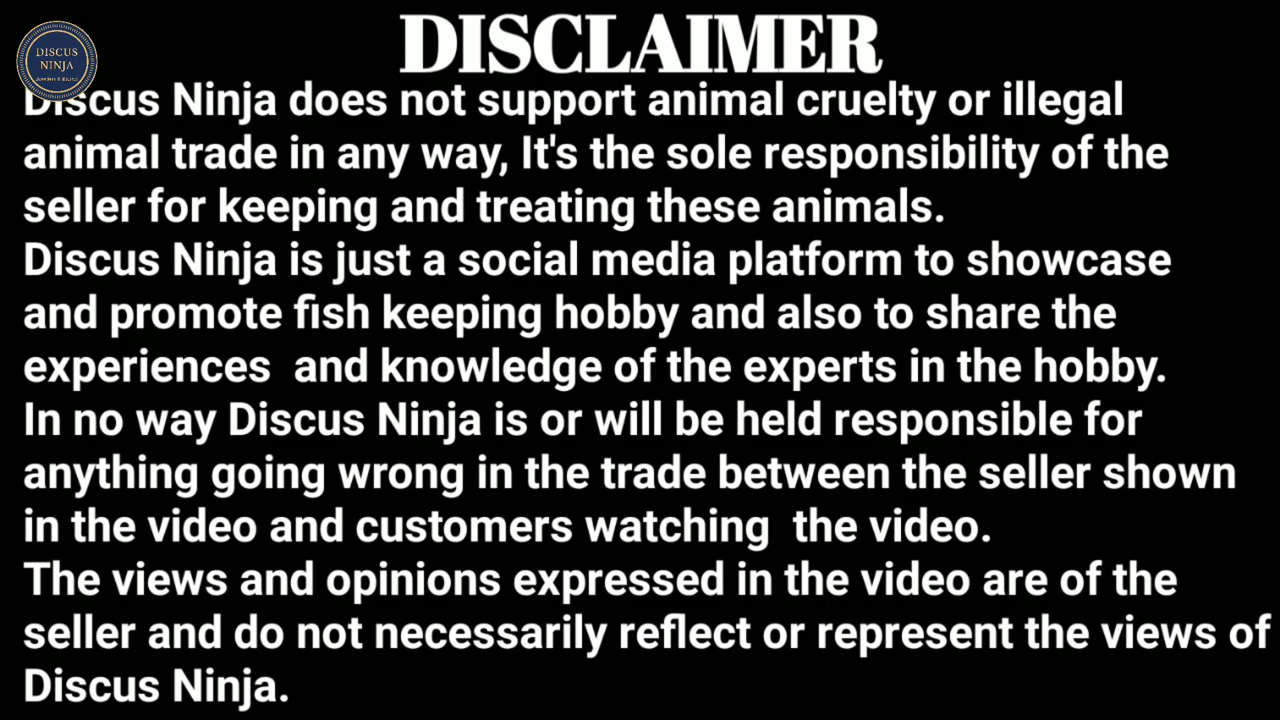 DISCLAIMER
DISCUS
NINJA
Discus Ninja does not support animal cruelty or illegal
animal trade in any way, It's the sole responsibility of the
seller for keeping and treating these animals.
Discus Ninja is just a social media platform to showcase
and promote fish keeping hobby and also to share the
experiences  and knowledge of the experts in the hobby.
In no way Discus Ninja is or will be held responsible for
anything going wrong in the trade between the seller shown
in the video and customers watching  the video.
The views and opinions expressed in the video are of the
seller and do not necessarily reflect or represent the views of
Discus Ninja.